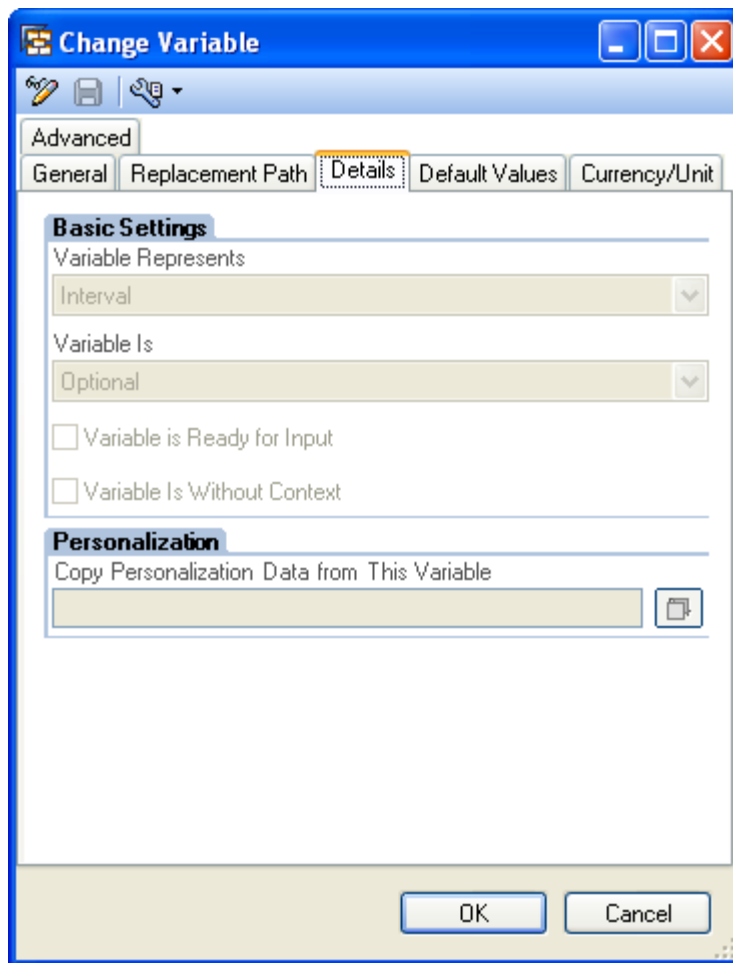 Change Variable
Advanced
General Replacement Path Details Default Values Currency/Unit
Basic Settings
Variable Represents
Interval
Variable Is
Optional
Variable is Ready for Input
Variable Is Without Context
Personalization
Copy Personalization Data from This Variable
OK Cancel